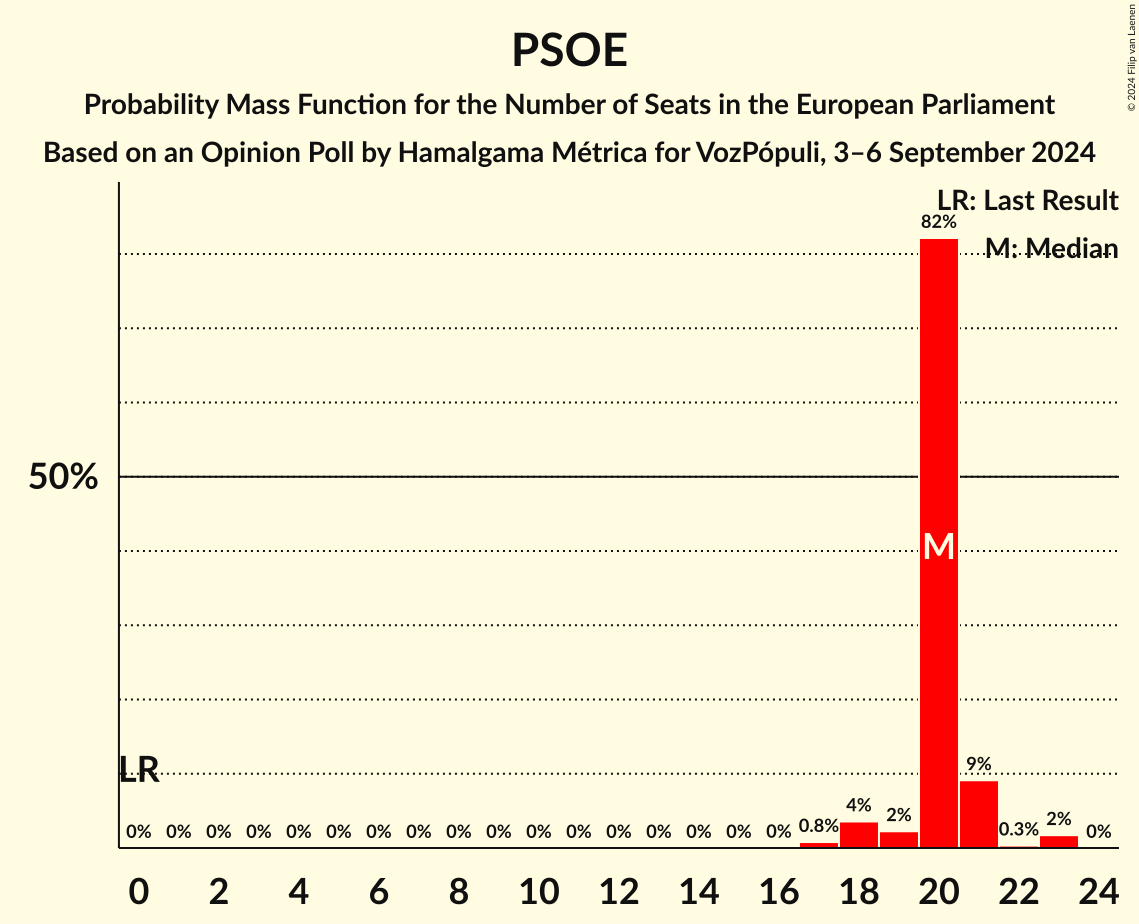 PSOE
Probability Mass Function for the Number of Seats in the European Parliament
Based on an Opinion Poll by Hamalgama Métrica for VozPópuli, 3–6 September 2024
© 2024 Filip van Laenen
LR: Last Result
M: Median
82%
50%
M
LR
0% 0% 0% 0% 0% 0% 0% 0% 0% 0% 0% 0% 0% 0% 0% 0% 0% 0.8% 4% 2% 9% 0.3% 2% 0%
0 2 4 6 8 10 12 14 16 18 20 22 24